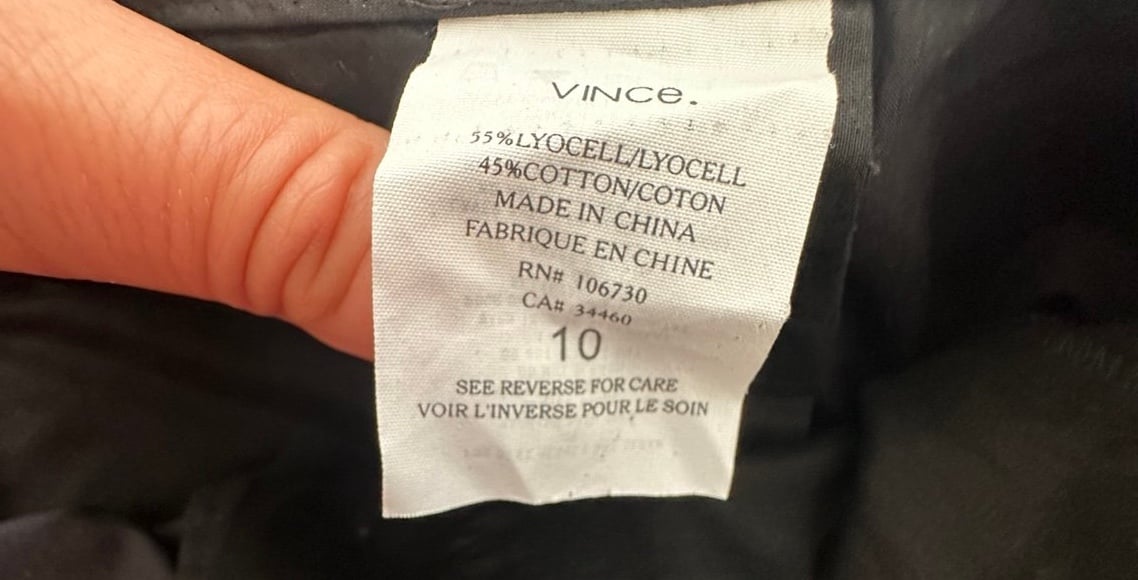 VINCE.
55%LYOCELL/LYOCELL
45%COTTON/COTON
MADE IN CHINA
FABRIQUE EN CHINE
RN# 106730
CA# 34460
10
SEE REVERSE FOR CARE
VOIR L'INVERSE POUR LE SOIN